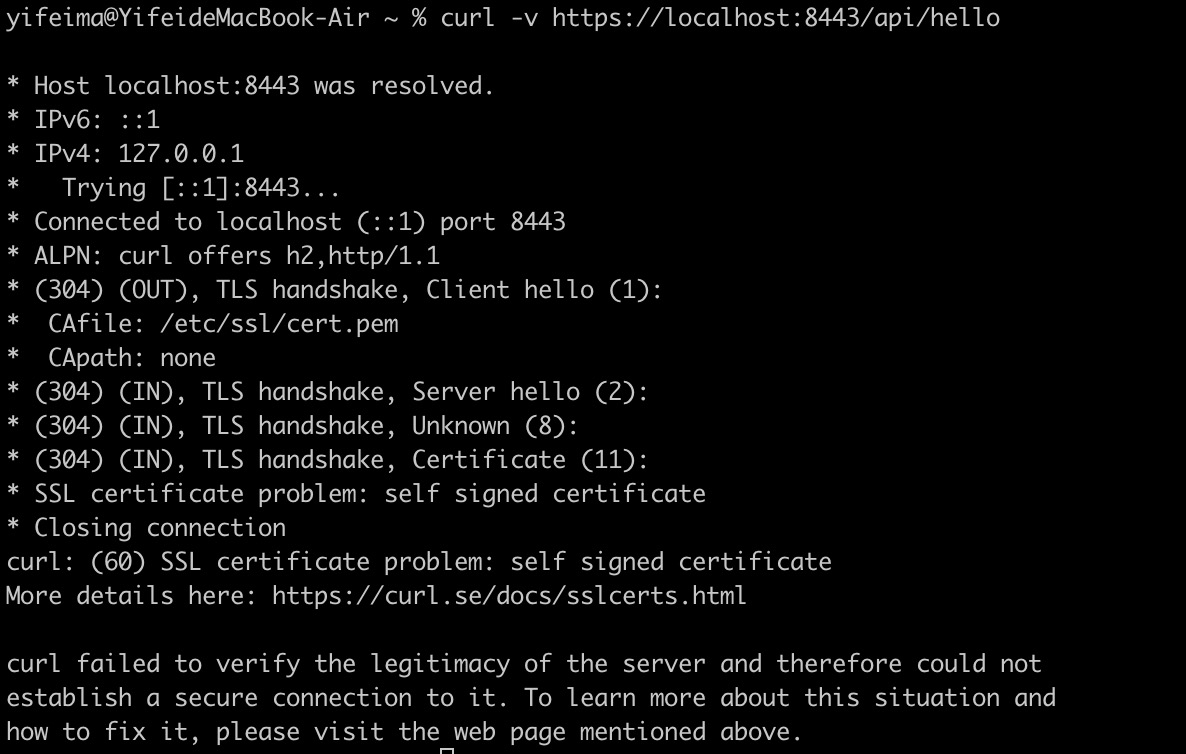 yifeima@YifeideMacBook-Air ~ % curl -v https://localhost:8443/api/hello
* Host localhost:8443 was resolved.
* IPv6: ::1
* IPv4: 127.0.0.1
*   Trying [::1]:8443...
* Connected to localhost (::1) port 8443
* ALPN: curl offers h2,http/1.1
* (304) (OUT), TLS handshake, Client hello (1):
*  CAfile: /etc/ssl/cert.pem
*  CApath: none
* (304) (IN), TLS handshake, Server hello (2):
* (304) (IN), TLS handshake, Unknown (8):
* (304) (IN), TLS handshake, Certificate (11):
* SSL certificate problem: self signed certificate
* Closing connection
curl: (60) SSL certificate problem: self signed certificate
More details here: https://curl.se/docs/sslcerts.html
curl failed to verify the legitimacy of the server and therefore could not
establish a secure connection to it. To learn more about this situation and
how to fix it, please visit the web page mentioned above.